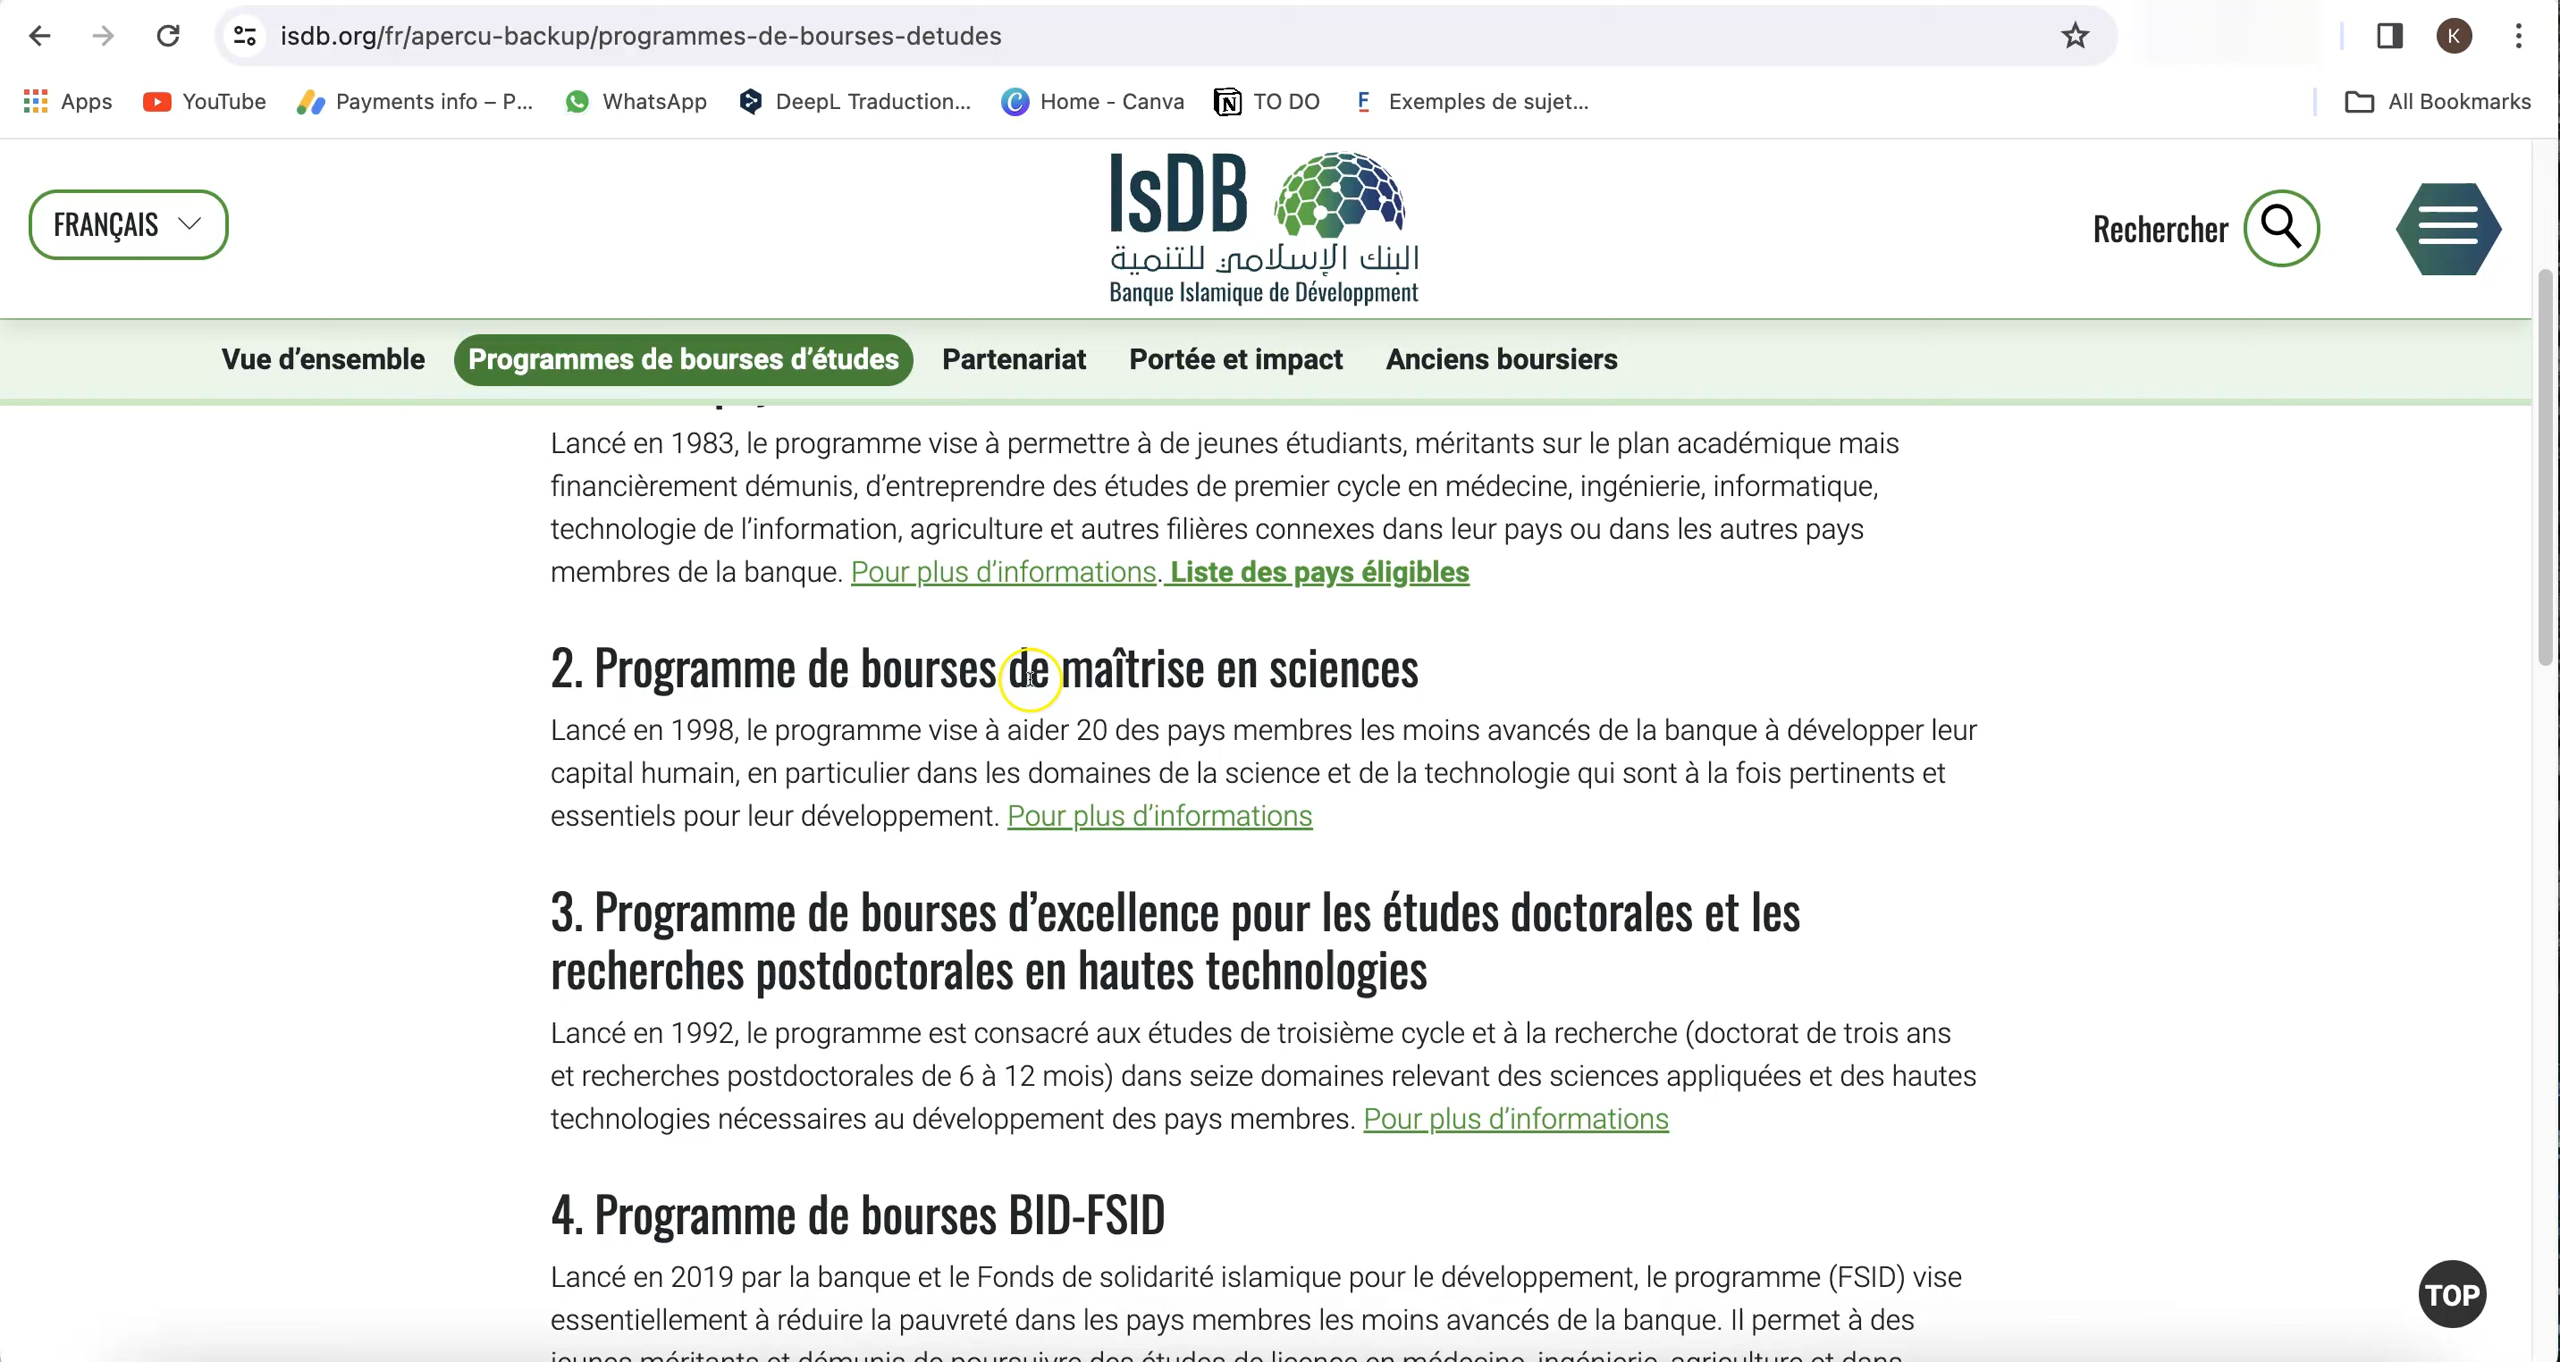 isdb.org/fr/apercu-backup/programmes-de-bourses-detudes
K
Apps
YouTube
Payments info – P...
WhatsApp
DeepL Traduction...
Home - Canva
TO DO
Exemples de sujet...
All Bookmarks
FRANÇAIS
IsDB
البنك الإسلامي للتنمية
Banque Islamique de Développment
Rechercher
Vue d’ensemble
Programmes de bourses d’études
Partenariat
Portée et impact
Anciens boursiers
Lancé en 1983, le programme vise à permettre à de jeunes étudiants, méritants sur le plan académique mais
financièrement démunis, d’entreprendre des études de premier cycle en médecine, ingénierie, informatique,
technologie de l’information, agriculture et autres filières connexes dans leur pays ou dans les autres pays
membres de la banque. Pour plus d’informations. Liste des pays éligibles
2. Programme de bourses de maîtrise en sciences
Lancé en 1998, le programme vise à aider 20 des pays membres les moins avancés de la banque à développer leur
capital humain, en particulier dans les domaines de la science et de la technologie qui sont à la fois pertinents et
essentiels pour leur développement. Pour plus d’informations
3. Programme de bourses d’excellence pour les études doctorales et les
recherches postdoctorales en hautes technologies
Lancé en 1992, le programme est consacré aux études de troisième cycle et à la recherche (doctorat de trois ans
et recherches postdoctorales de 6 à 12 mois) dans seize domaines relevant des sciences appliquées et des hautes
technologies nécessaires au développement des pays membres. Pour plus d’informations
4. Programme de bourses BID-FSID
Lancé en 2019 par la banque et le Fonds de solidarité islamique pour le développement, le programme (FSID) vise
essentiellement à réduire la pauvreté dans les pays membres les moins avancés de la banque. Il permet à des
jeunes méritants et démunis de poursuivre des études de licence en médecine, ingénierie, agriculture et dans
TOP